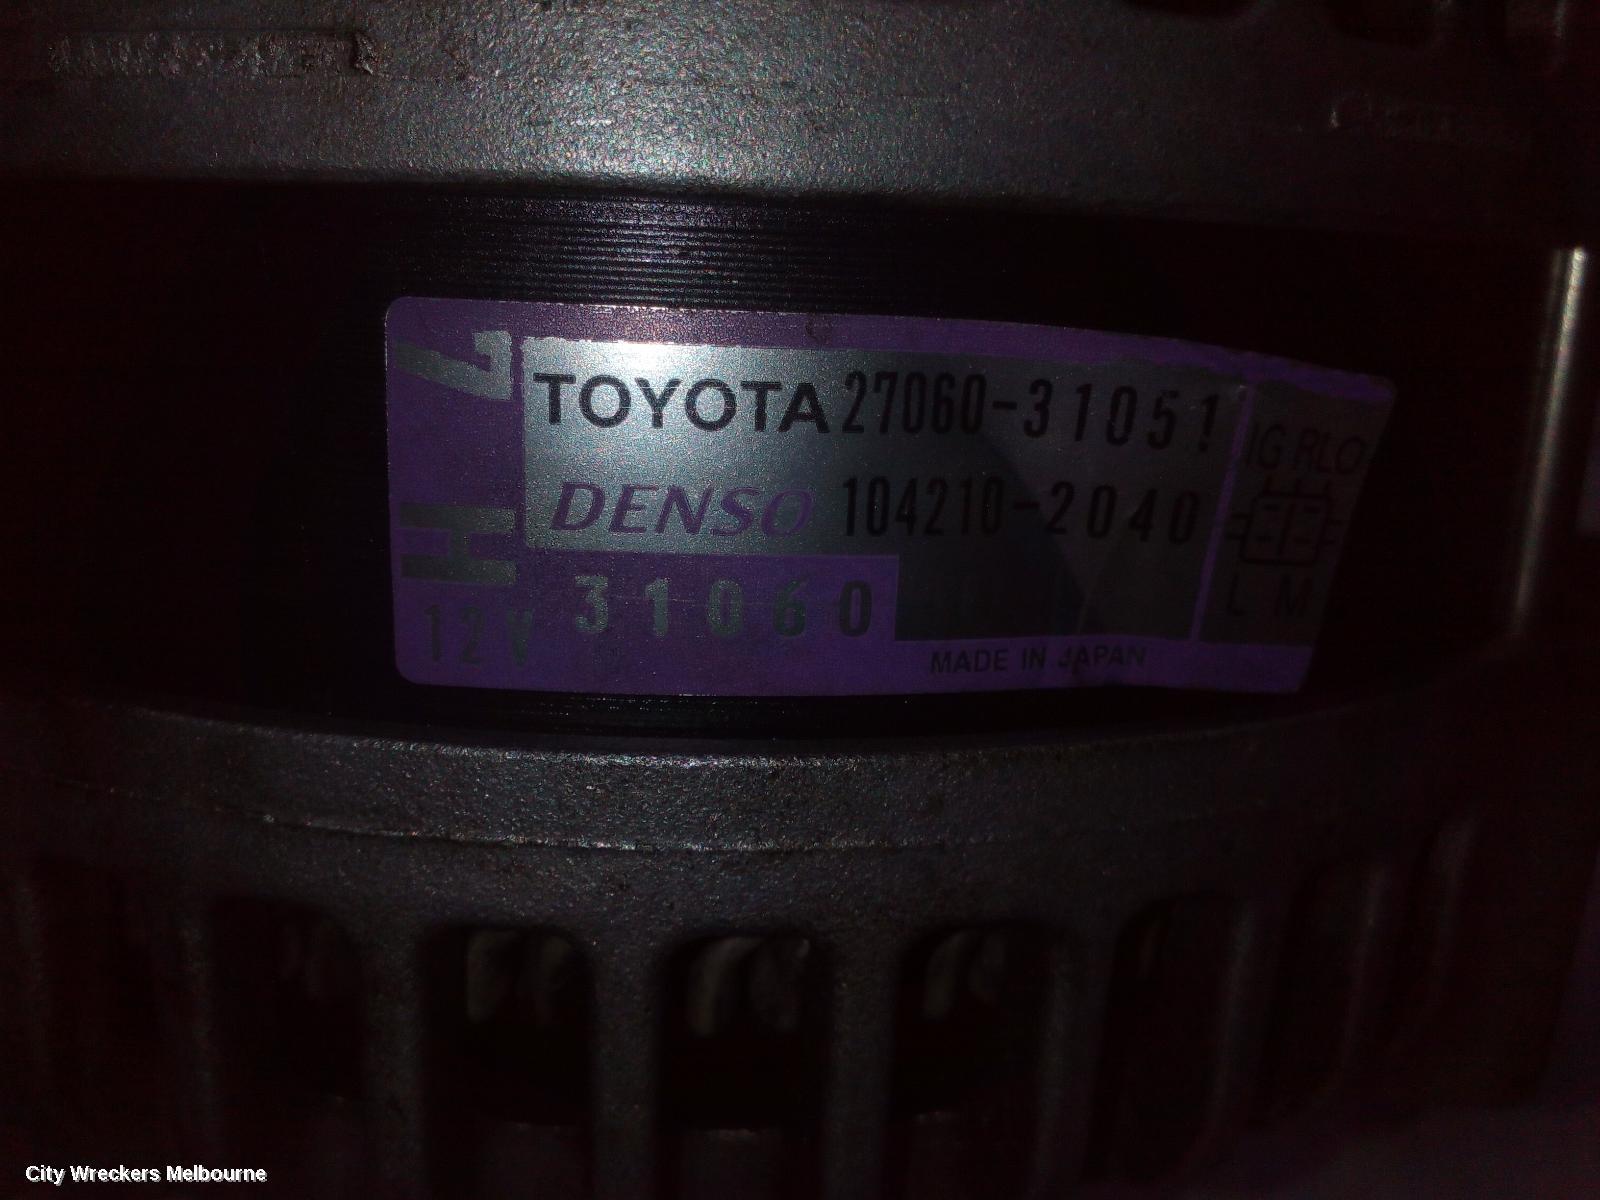 TOYOTA 27060-31051
DENSO 104210-2040
31060
12V
MADE IN JAPAN
IG RLO
L M
City Wreckers Melbourne